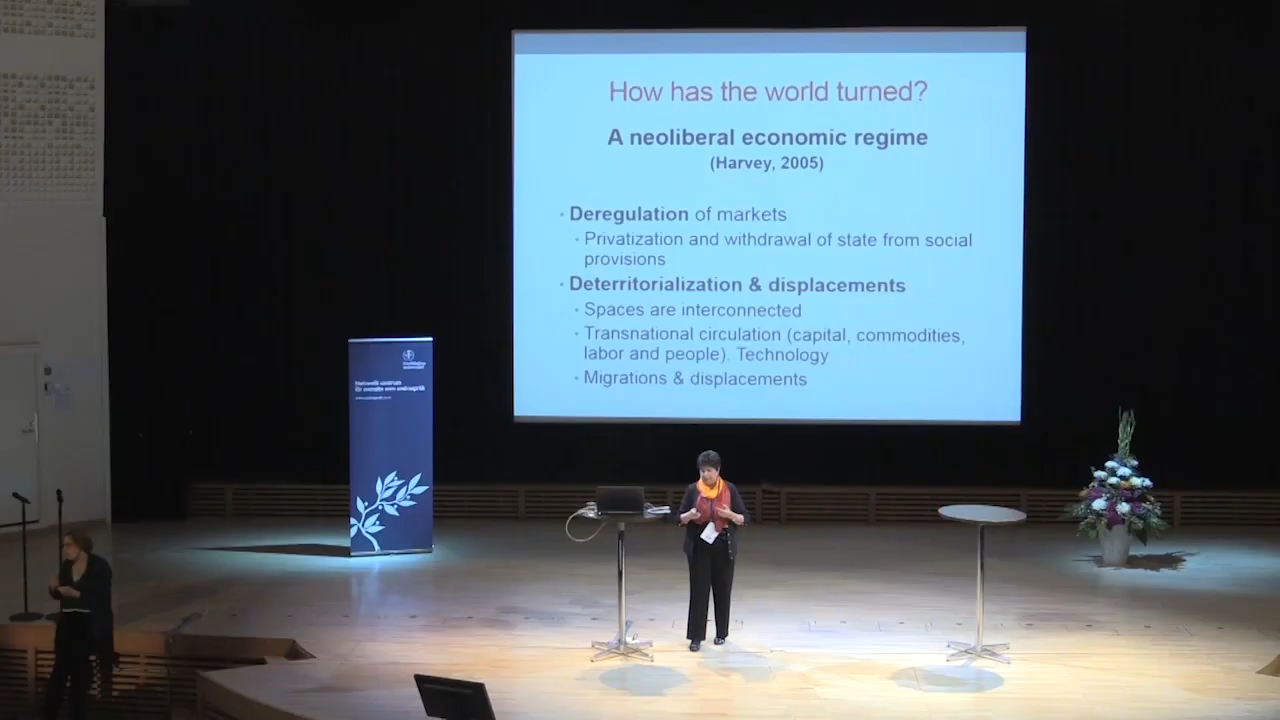 How has the world turned?
A neoliberal economic regime
(Harvey, 2005)
Deregulation of markets
Privatization and withdrawal of state from social
provisions
Deterritorialization & displacements
Spaces are interconnected
Transnational circulation (capital, commodities,
labor and people). Technology
Migrations & displacements